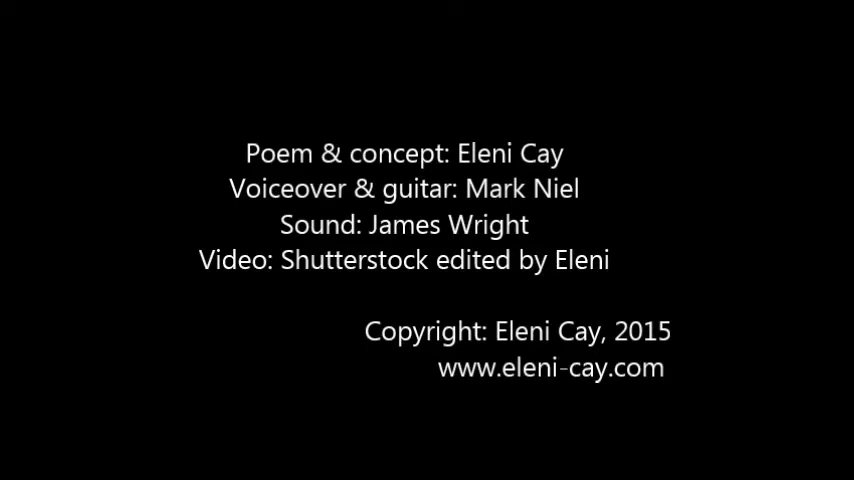 Poem & concept: Eleni Cay
Voiceover & guitar: Mark Niel
Sound: James Wright
Video: Shutterstock edited by Eleni
Copyright: Eleni Cay, 2015
www.eleni-cay.com